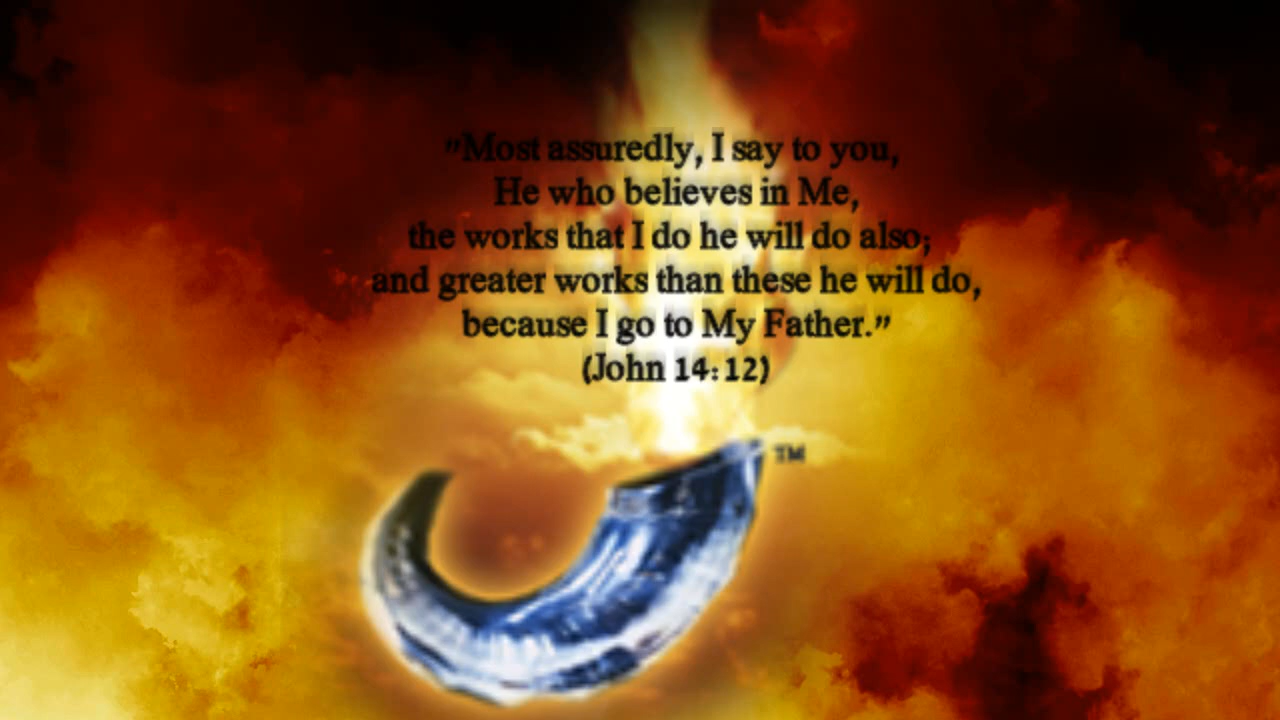 "Most assuredly, I say to you,
He who believes in Me,
the works that I do he will do also;
and greater works than these he will do,
because I go to My Father."
(John 14:12)
TM